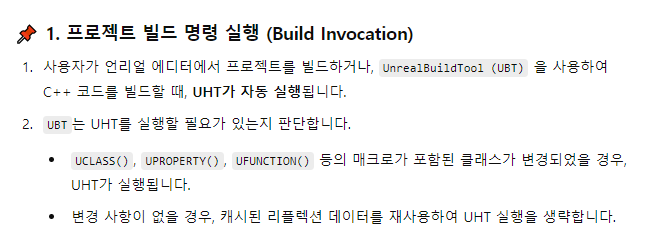 📌 1. 프로젝트 빌드 명령 실행 (Build Invocation)
1. 사용자가 언리얼 에디터에서 프로젝트를 빌드하거나, UnrealBuildTool (UBT) 을 사용하여
C++ 코드를 빌드할 때, UHT가 자동 실행됩니다.
2. UBT는 UHT를 실행할 필요가 있는지 판단합니다.
• UCLASS(), UPROPERTY(), UFUNCTION() 등의 매크로가 포함된 클래스가 변경되었을 경우,
UHT가 실행됩니다.
• 변경 사항이 없을 경우, 캐시된 리플렉션 데이터를 재사용하여 UHT 실행을 생략합니다.